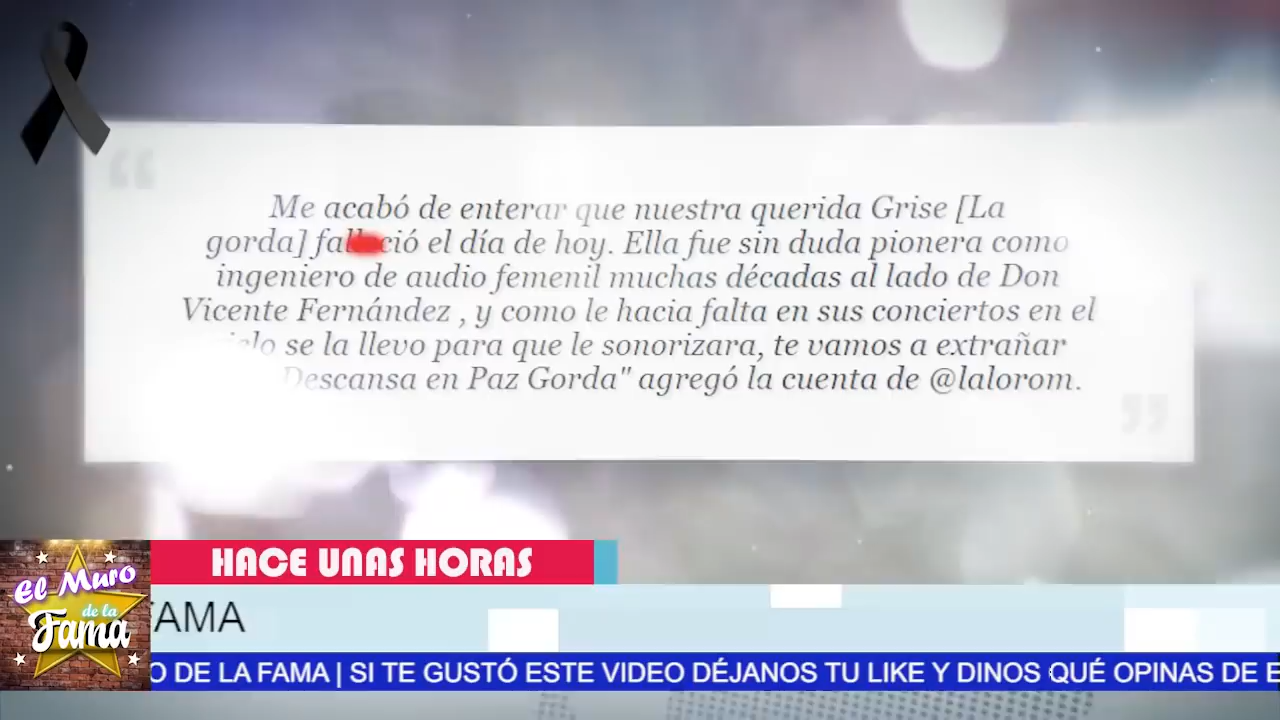 Me acabó de enterar que nuestra querida Grise [La
gorda] falleció el día de hoy. Ella fue sin duda pionera como
ingeniero de audio femenil muchas décadas al lado de Don
Vicente Fernández , y como le hacia falta en sus conciertos en el
se la llevo para que le sonorizara, te vamos a extrañar
Descansa en Paz Gorda" agregó la cuenta de @lalorom.
HACE UNAS HORAS
El Muro
de la
Fama
FAMA
O DE LA FAMA | SI TE GUSTÓ ESTE VIDEO DÉJANOS TU LIKE Y DINOS QUÉ OPINAS DE E